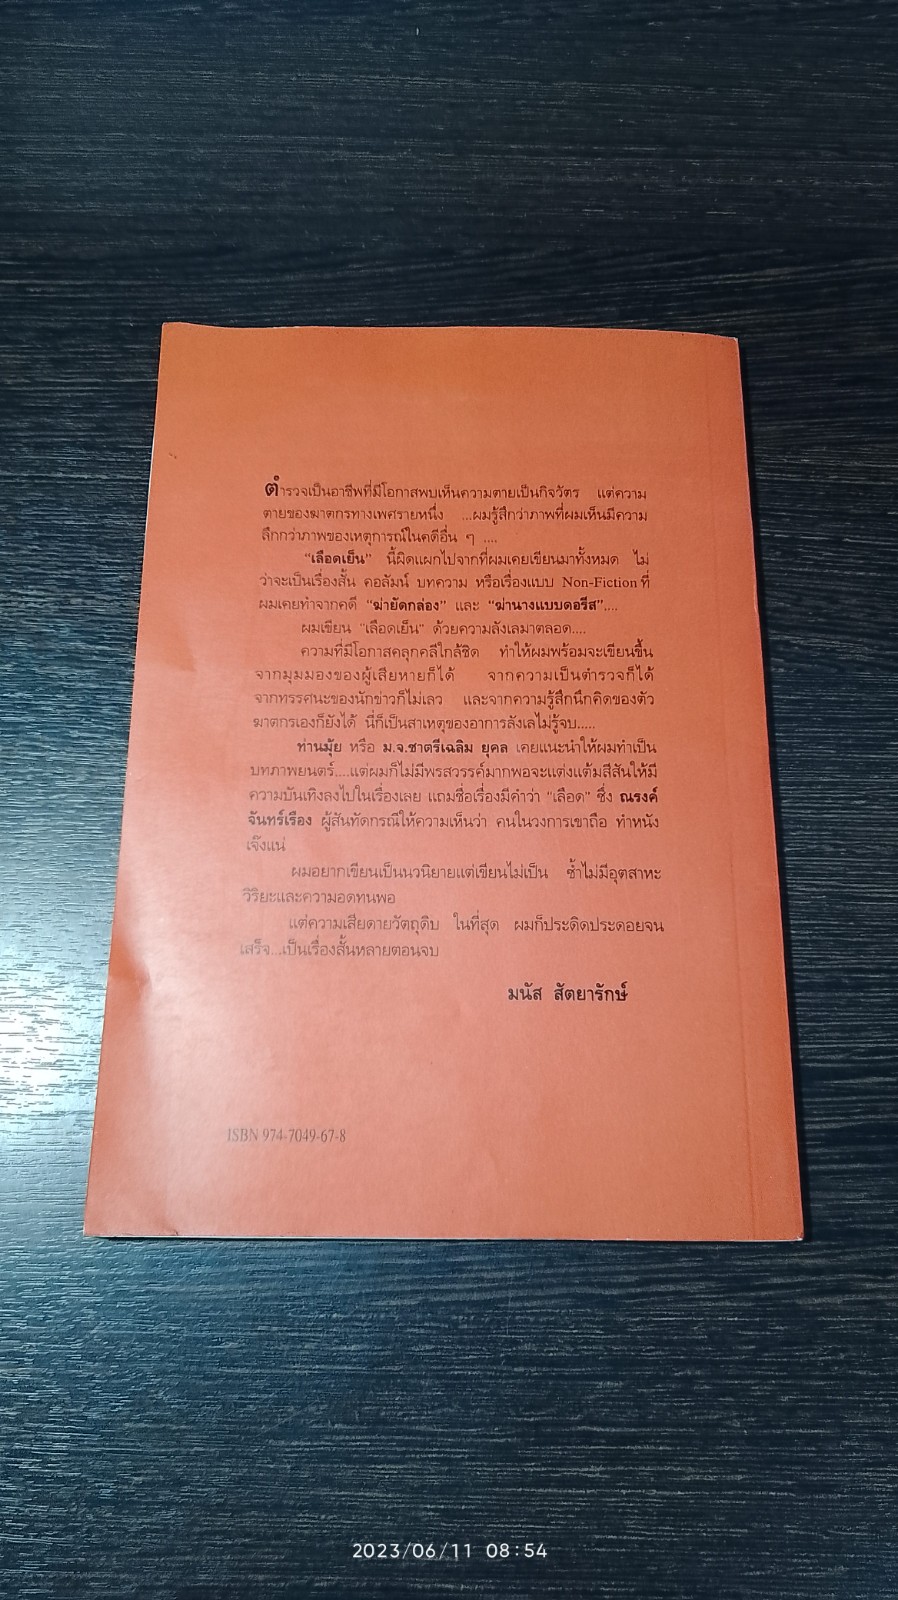 ตำรวจเป็นอาชีพที่มีโอกาสพบเห็นความตายเป็นกิจวัตร แต่ความ
ตายของฆาตกรทางเพศรายหนึ่ง ...ผมรู้สึกว่าภาพที่ผมเห็นมีความ
ลึกกว่าภาพของเหตุการณ์ในคดีอื่น ๆ ....
"เลือดเย็น" นี้ผิดแผกไปจากที่ผมเคยเขียนมาทั้งหมด ไม่
ว่าจะเป็นเรื่องสั้น คอลัมน์ บทความ หรือเรื่องแบบ Non-Fiction ที่
ผมเคยทำจากคดี "ฆ่ายัดกล่อง" และ "ฆ่านางแบบดอรีส"....
ผมเขียน "เลือดเย็น" ด้วยความลังเลมาตลอด....
ความที่มีโอกาสคลุกคลีใกล้ชิด ทำให้ผมพร้อมจะเขียนขึ้น
จากมุมมองของผู้เสียหายก็ได้ จากความเป็นตำรวจก็ได้
จากทรรศนะของนักข่าวก็ไม่เลว และจากความรู้สึกนึกคิดของตัว
ฆาตกรเองก็ยังได้ นี่ก็เป็นสาเหตุของอาการลังเลไม่รู้จบ.....
ท่านมุ้ย หรือ ม.จ.ชาตรีเฉลิม ยุคล เคยแนะนำให้ผมทำเป็น
บทภาพยนตร์....แต่ผมก็ไม่มีพรสวรรค์มากพอจะแต่งแต้มสีสันให้มี
ความบันเทิงลงไปในเรื่องเลย แถมชื่อเรื่องมีคำว่า "เลือด" ซึ่ง ณรงค์
จันทร์เรือง ผู้สันทัดกรณีให้ความเห็นว่า คนในวงการเขาถือ ทำหนัง
เจ๊งแน่
ผมอยากเขียนเป็นนวนิยายแต่เขียนไม่เป็น ซ้ำไม่มีอุตสาหะ
วิริยะและความอดทนพอ
แต่ความเสียดายวัตถุดิบ ในที่สุด ผมก็ประดิดประดอยจน
เสร็จ...เป็นเรื่องสั้นหลายตอนจบ
มนัส สัตยารักษ์
ISBN 974-7049-67-8
2023/06/11 08:54